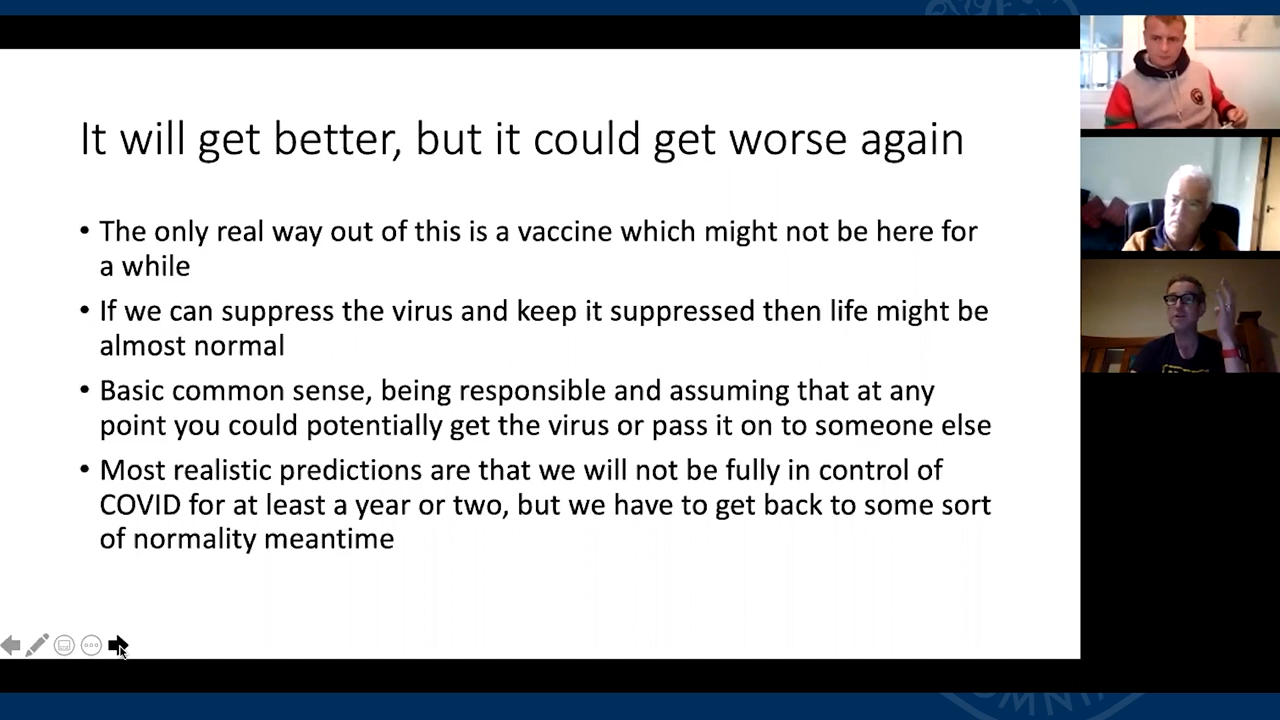 It will get better, but it could get worse again
• The only real way out of this is a vaccine which might not be here for
a while
• If we can suppress the virus and keep it suppressed then life might be
almost normal
• Basic common sense, being responsible and assuming that at any
point you could potentially get the virus or pass it on to someone else
• Most realistic predictions are that we will not be fully in control of
COVID for at least a year or two, but we have to get back to some sort
of normality meantime